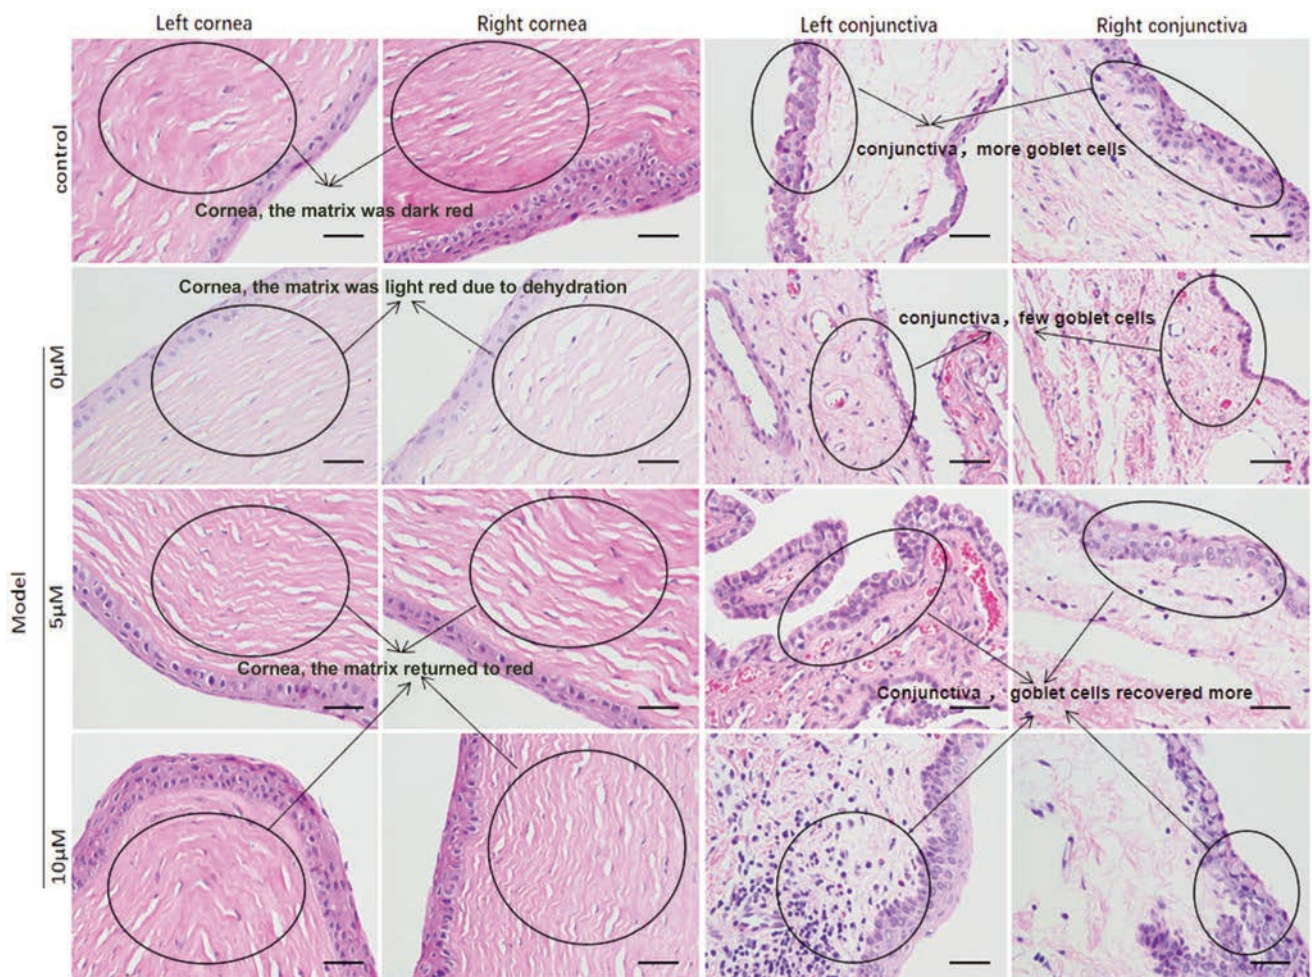 Left cornea
Right cornea
Left conjunctiva
Right conjunctiva
control
conjunctiva, more goblet cells
Cornea, the matrix was dark red
Model
0μM
Cornea, the matrix was light red due to dehydration
conjunctiva, few goblet cells
5μM
Cornea, the matrix returned to red
Conjunctiva, goblet cells recovered more
10μM